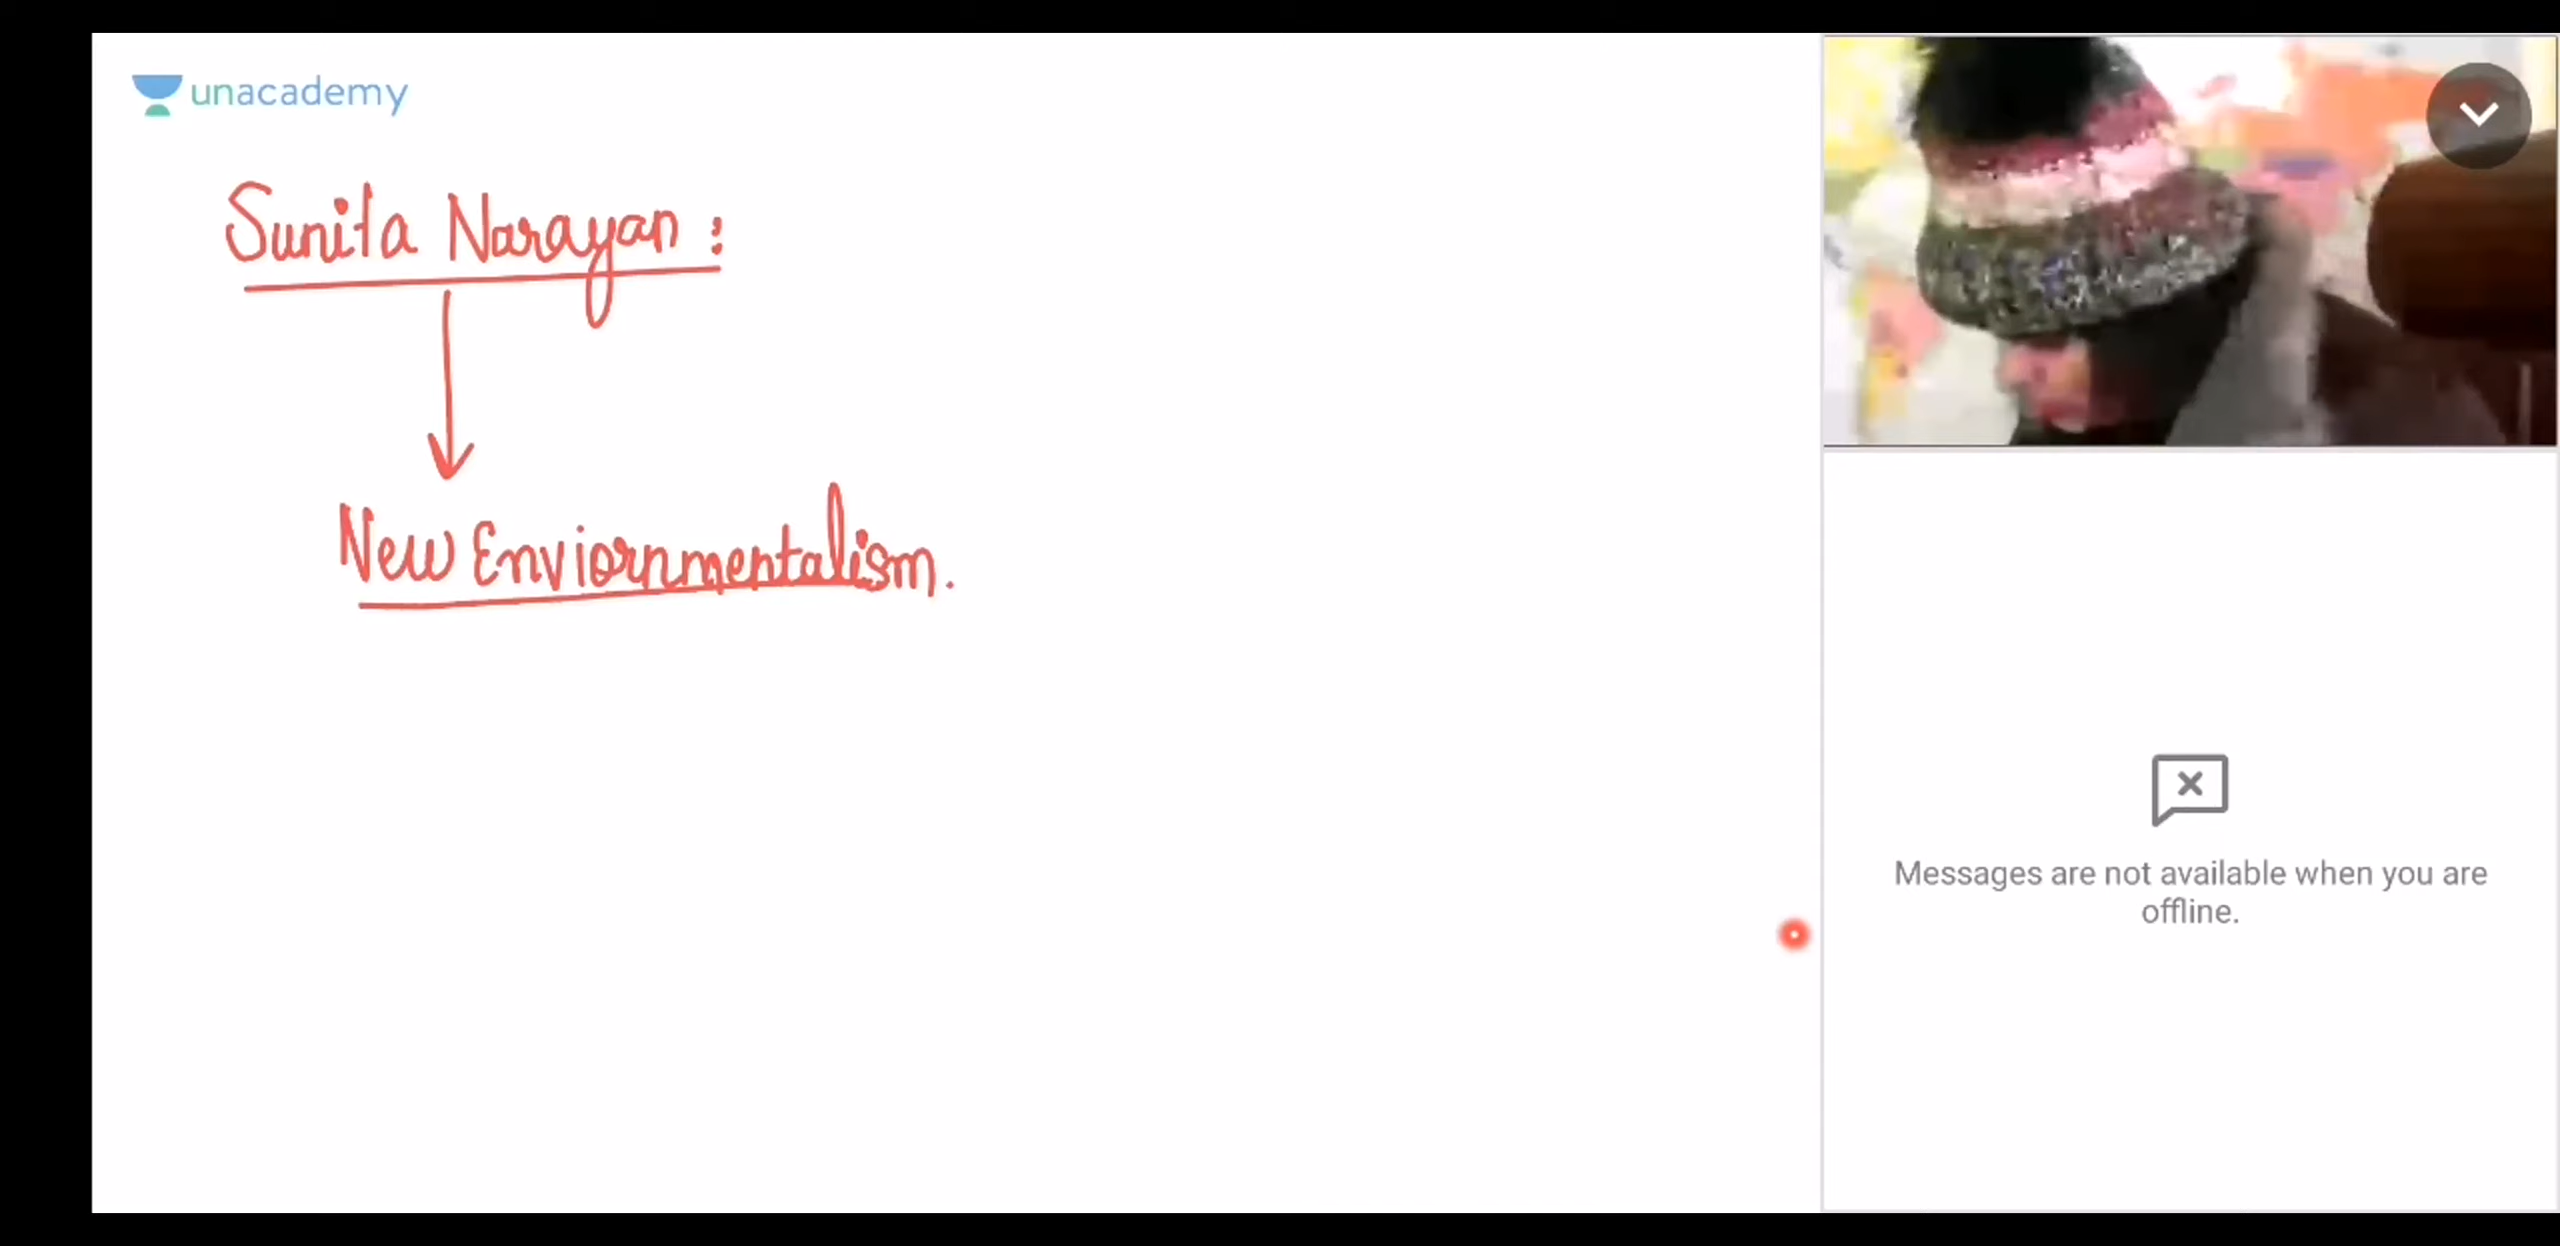 unacademy
Sunita Narayan :
New Enviornmentalism.
Messages are not available when you are
offline.